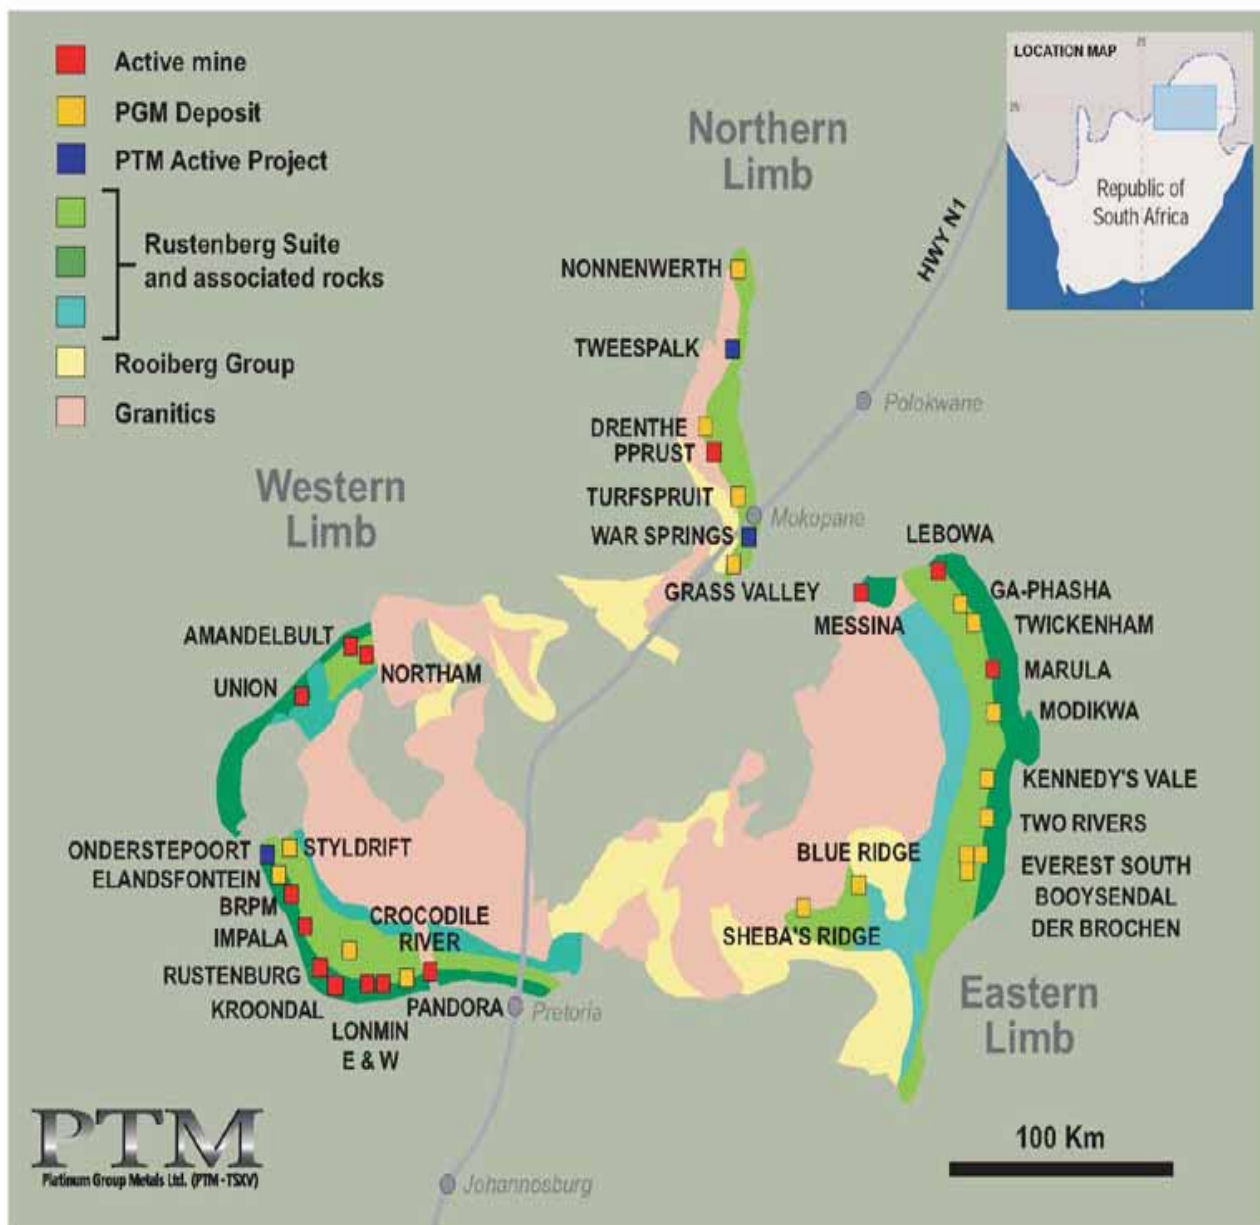 Active mine
PGM Deposit
PTM Active Project
Rustenberg Suite
and associated rocks
Rooiberg Group
Granitics
LOCATION MAP
Republic of
South Africa
Northern
Limb
HWY N1
NONNENWERTH
TWEESPALK
Polokwane
DRENTHE
PPRUST
TURFSPRUIT
Mokopane
WAR SPRINGS
GRASS VALLEY
Western
Limb
AMANDELBULT
NORTHAM
UNION
ONDERSTEPOORT
STYLDRIFT
ELANDSFONTEIN
BRPM
IMPALA
CROCODILE
RIVER
RUSTENBURG
KROONDAL
LONMIN
E & W
PANDORA
Pretoria
LEBOWA
MESSINA
GA-PHASHA
TWICKENHAM
MARULA
MODIKWA
KENNEDY'S VALE
TWO RIVERS
BLUE RIDGE
EVEREST SOUTH
BOOYSENDAL
DER BROCHEN
SHEBA'S RIDGE
Eastern
Limb
100 Km
PTM
Platinum Group Metals Ltd. (PTM - TSXV)
Johannosburg